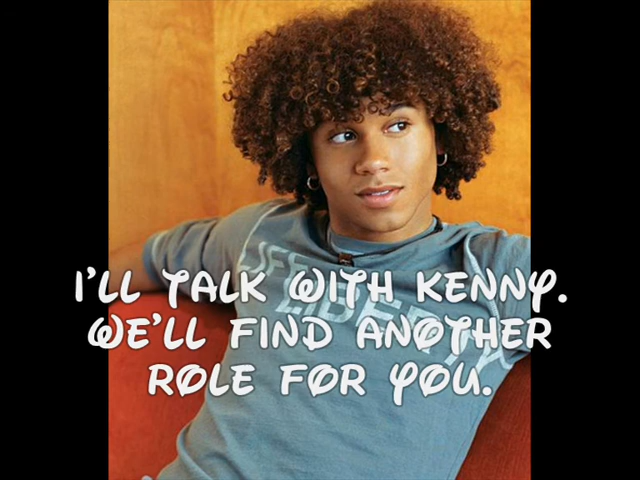 I'LL TALK WITH KENNY.
WE'LL FIND ANOTHER
ROLE FOR YOU.